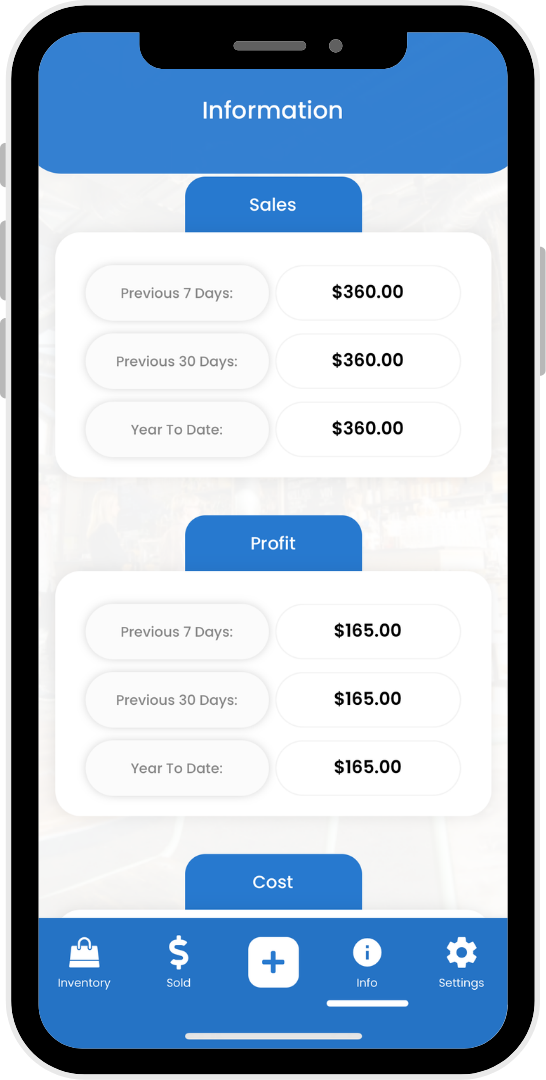 Information
Sales
Previous 7 Days: $360.00
Previous 30 Days: $360.00
Year To Date: $360.00
Profit
Previous 7 Days: $165.00
Previous 30 Days: $165.00
Year To Date: $165.00
Cost
Inventory Sold Info Settings